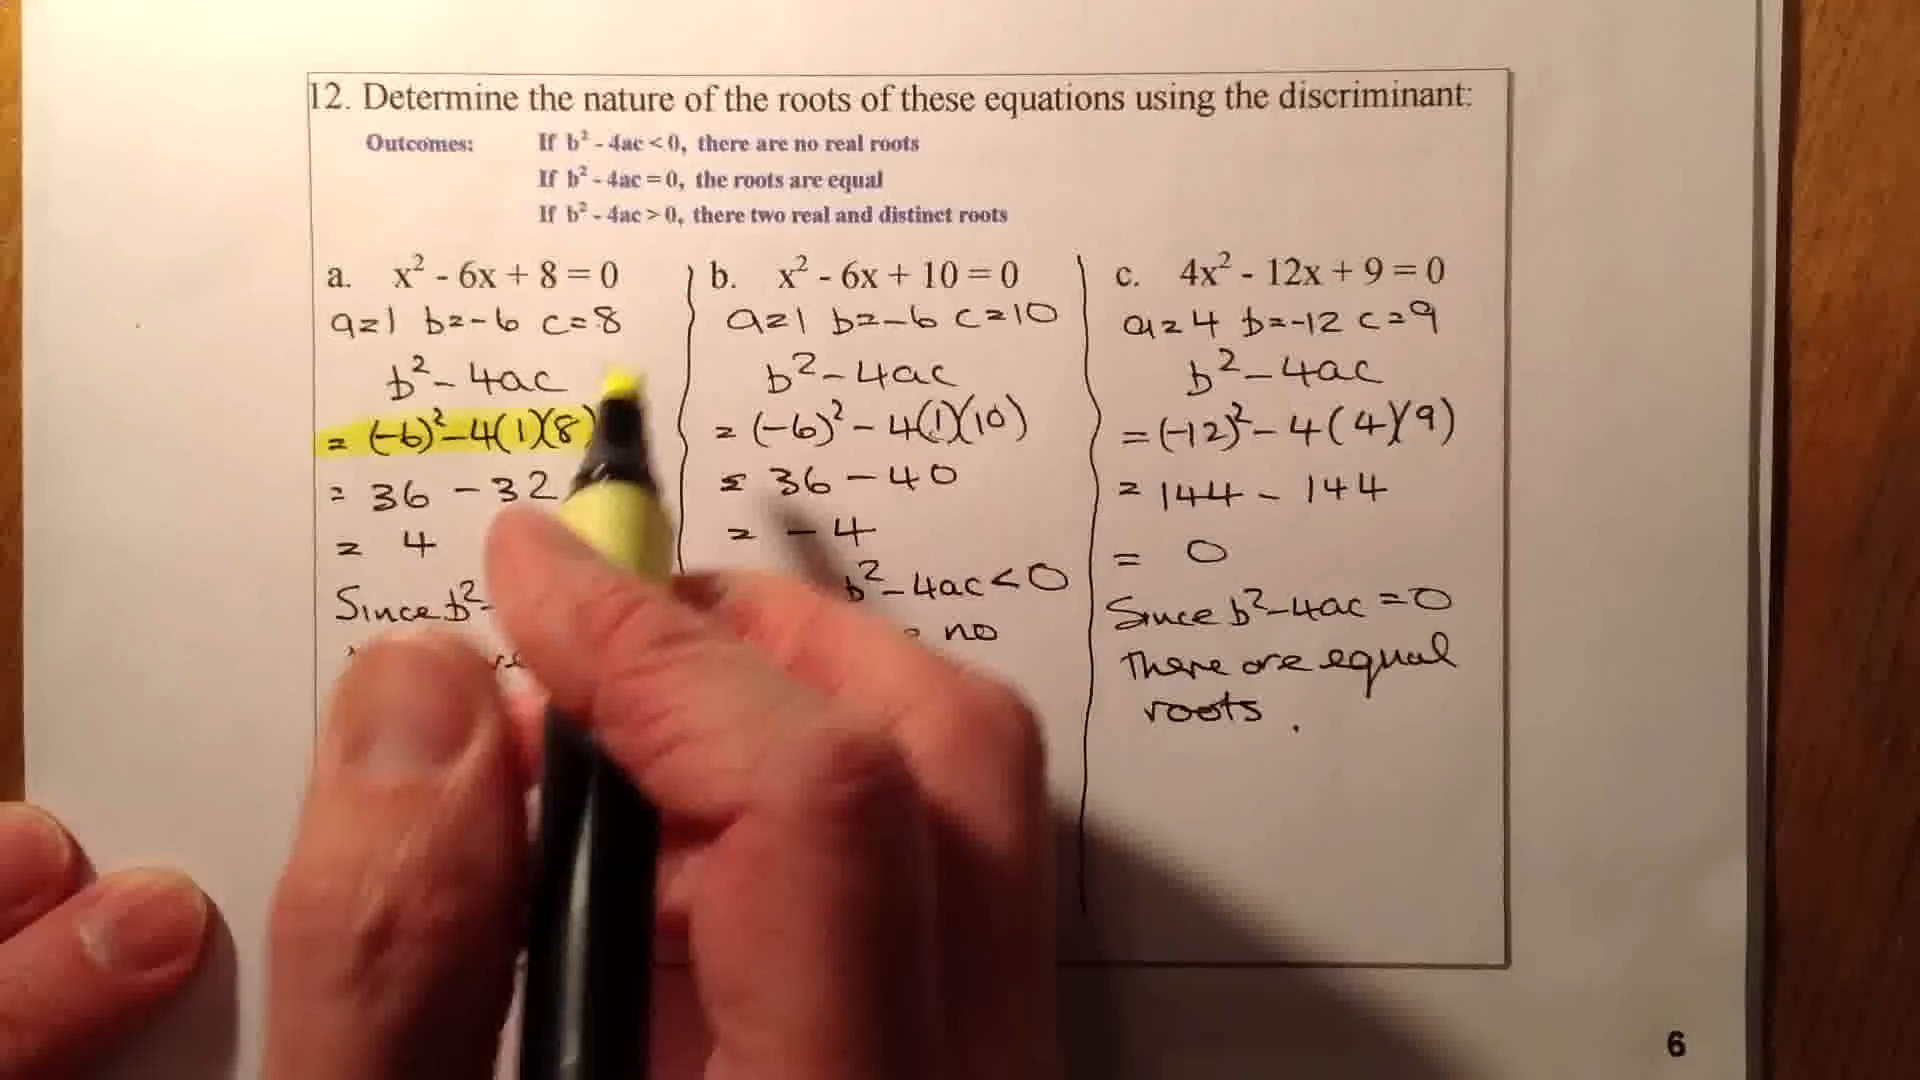 12. Determine the nature of the roots of these equations using the discriminant:
Outcomes: If b² - 4ac < 0, there are no real roots
If b² - 4ac = 0, the roots are equal
If b² - 4ac > 0, there two real and distinct roots
a. x² - 6x + 8 = 0
a=1 b=-6 c=8
b² - 4ac
= (-6)² - 4(1)(8)
= 36 - 32
= 4
Since b² -
b. x² - 6x + 10 = 0
a=1 b=-6 c=10
b² - 4ac
= (-6)² - 4(1)(10)
= 36 - 40
= -4
b² - 4ac < 0
no
c. 4x² - 12x + 9 = 0
a=4 b=-12 c=9
b² - 4ac
= (-12)² - 4(4)(9)
= 144 - 144
= 0
Since b² - 4ac = 0
There are equal
roots.
6